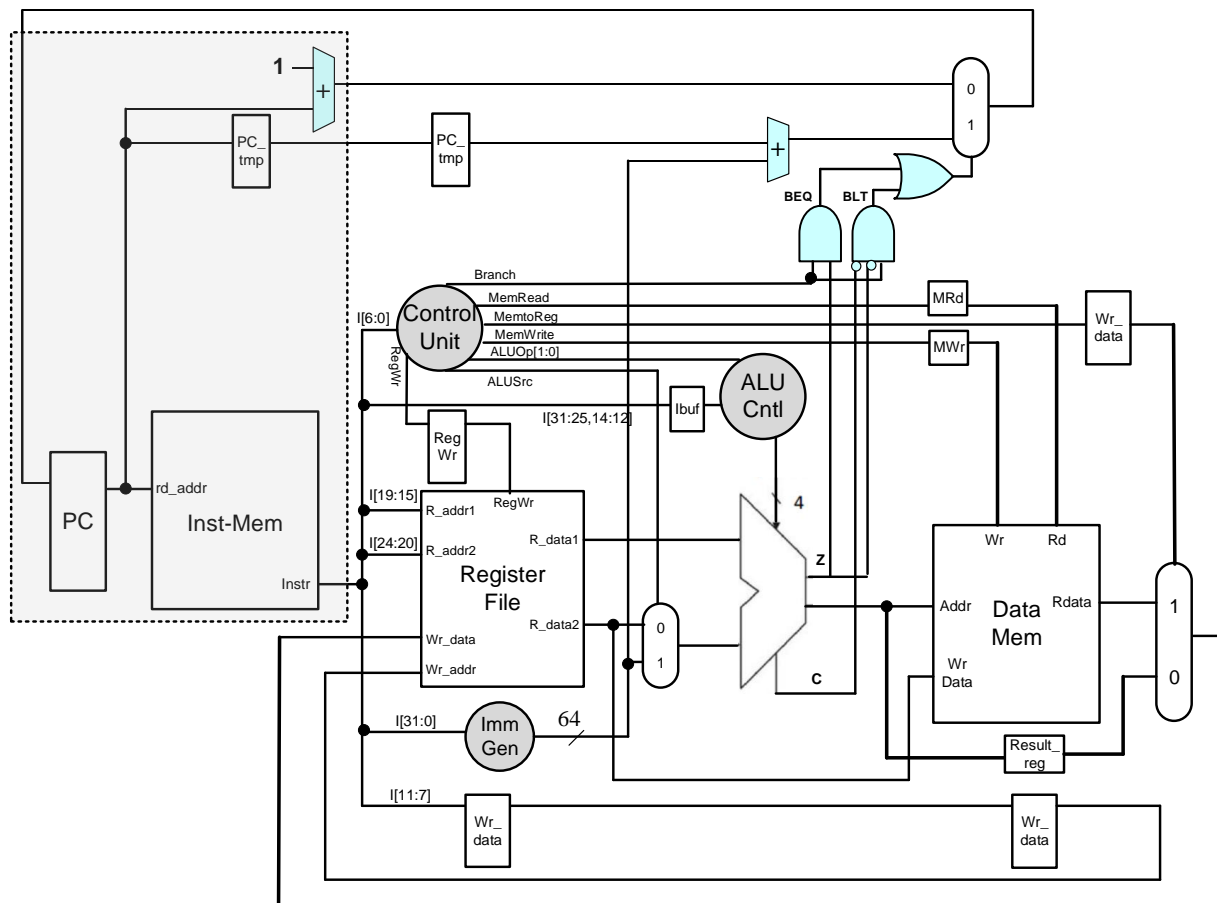 1
+
PC_
tmp
PC_
tmp
+
0
1
BEQ
BLT
Branch
MemRead
MemtoReg
MemWrite
ALUOp[1:0]
ALUSrc
RegWr
I[6:0]
Control
Unit
MRd
MWr
Wr_
data
ALU
Cntl
Ibuf
I[31:25,14:12]
Reg
Wr
4
PC
rd_addr
Inst-Mem
Instr
I[19:15]
I[24:20]
RegWr
R_addr1
R_addr2
R_data1
Register
File
R_data2
Wr_data
Wr_addr
0
1
Z
C
Wr
Rd
Addr
Rdata
Data
Mem
Wr
Data
1
0
I[31:0]
Imm
Gen
64
Result_
reg
I[11:7]
Wr_
data
Wr_
data